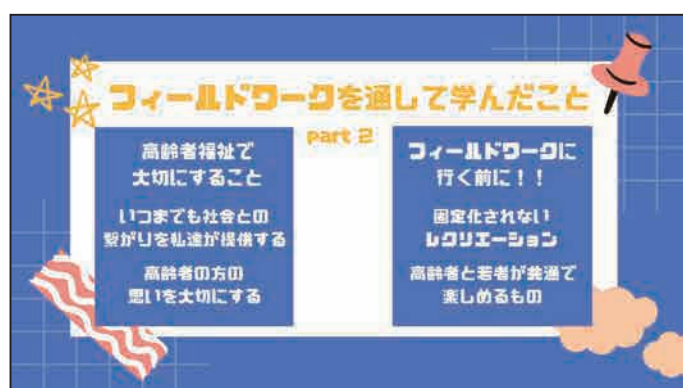 フィールドワークを通して学んだこと
part 2
高齢者福祉で
大切にすること
いつまでも社会との
繋がりを私達が提供する
高齢者の方の
思いを大切にする
フィールドワークに
行く前に！！
固定化されない
レクリエーション
高齢者と若者が共通で
楽しめるもの